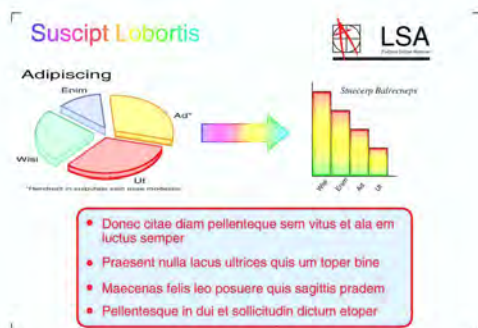 Suscipt Lobortis
LSA
Adipiscing
Enim
Ad*
Wisi
Ut
Wisi
Enim
Ad
Ut
Donec citae diam pellenteque sem vitus et ala em
luctus semper
Praesent nulla lacus ultrices quis um toper bine
Maecenas felis leo posuere quis sagittis pradem
Pellentesque in dui et sollicitudin dictum etoper